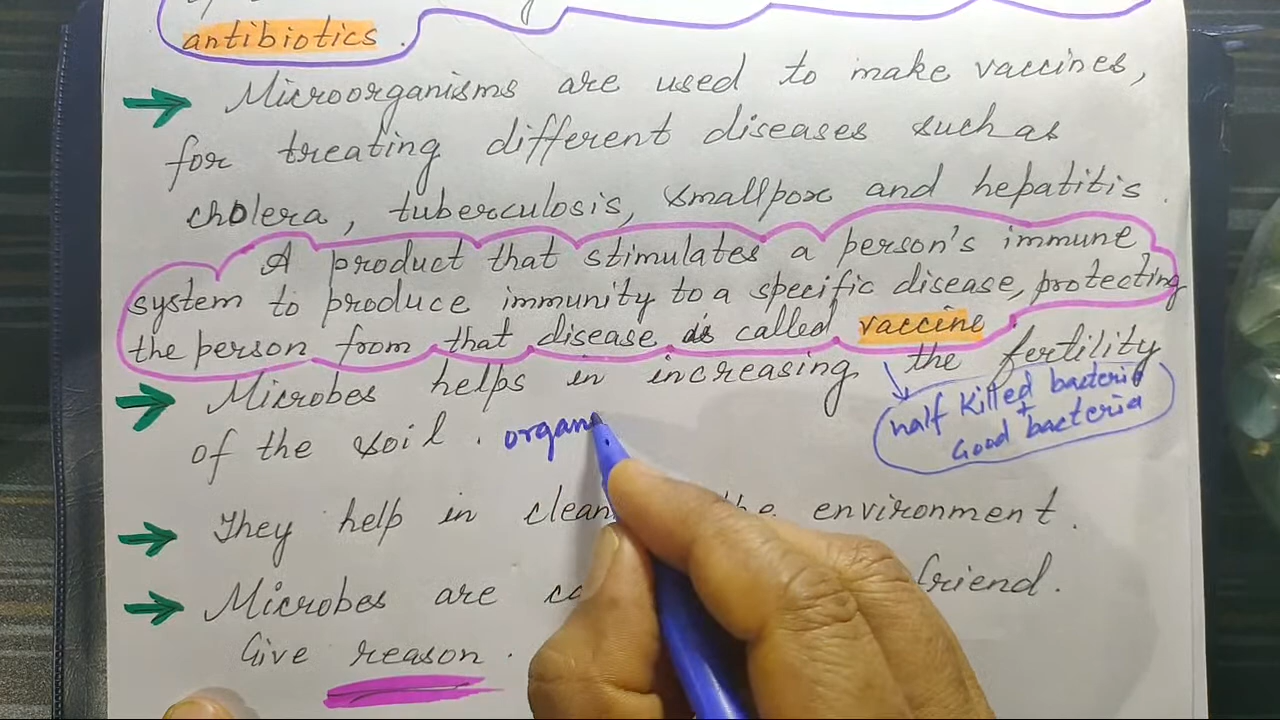 antibiotics.
Microorganisms are used to make vaccines,
for treating different diseases such as
cholera, tuberculosis, smallpox and hepatitis.
A product that stimulates a person's immune
system to produce immunity to a specific disease, protecting
the person from that disease is called vaccine.
Microbes helps in increasing the fertility
of the soil. organ
half killed bacteria
+
Good bacteria
They help in clean the environment.
Microbes are friend.
Give reason.